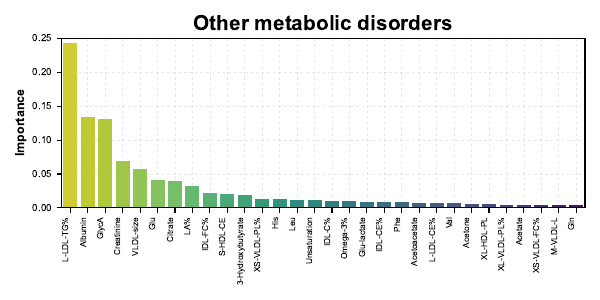 Other metabolic disorders
Importance
0.25
0.20
0.15
0.10
0.05
0.00
L-LDL-TG%
Albumin
GlycA
Creatinine
VLDL-size
Glu
Citrate
LA%
IDL-FC%
S-HDL-CE
3-Hydroxybutyrate
XS-VLDL-PL%
His
Leu
Unsaturation
IDL-C%
Omega-3%
Glu-lactate
IDL-CE%
Phe
Acetoacetate
L-LDL-CE%
Val
Acetone
XL-HDL-PL
XL-VLDL-PL%
Acetate
XS-VLDL-FC%
M-VLDL-L
Gln